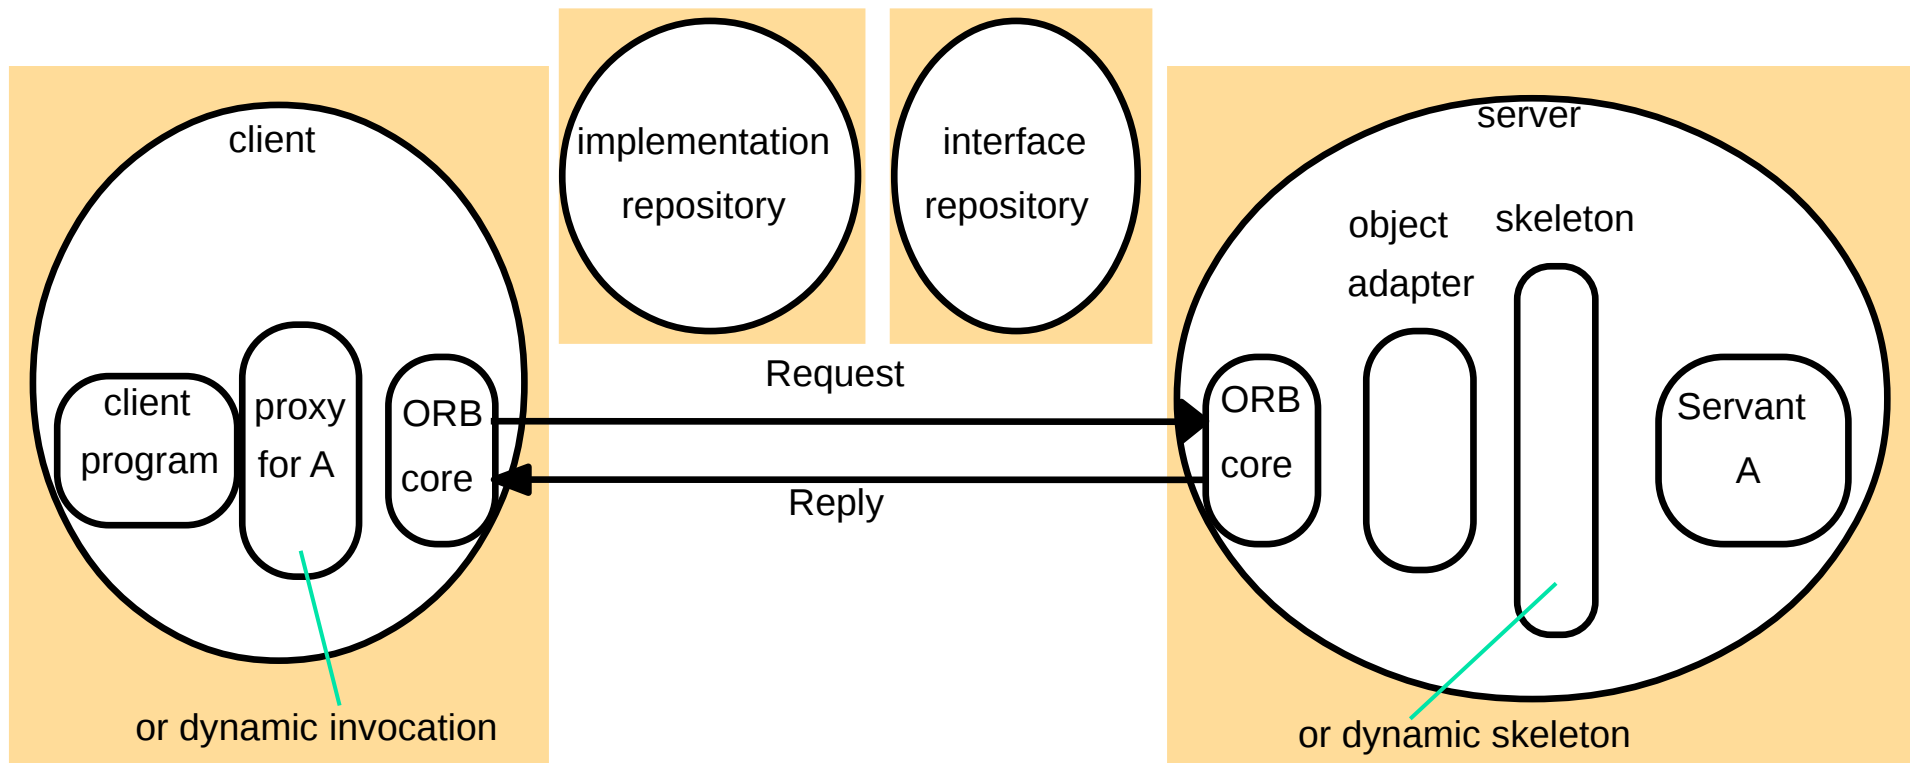 client
client
program
proxy
for A
ORB
core
or dynamic invocation
implementation
repository
interface
repository
Request
Reply
server
ORB
core
object
adapter
skeleton
Servant
A
or dynamic skeleton